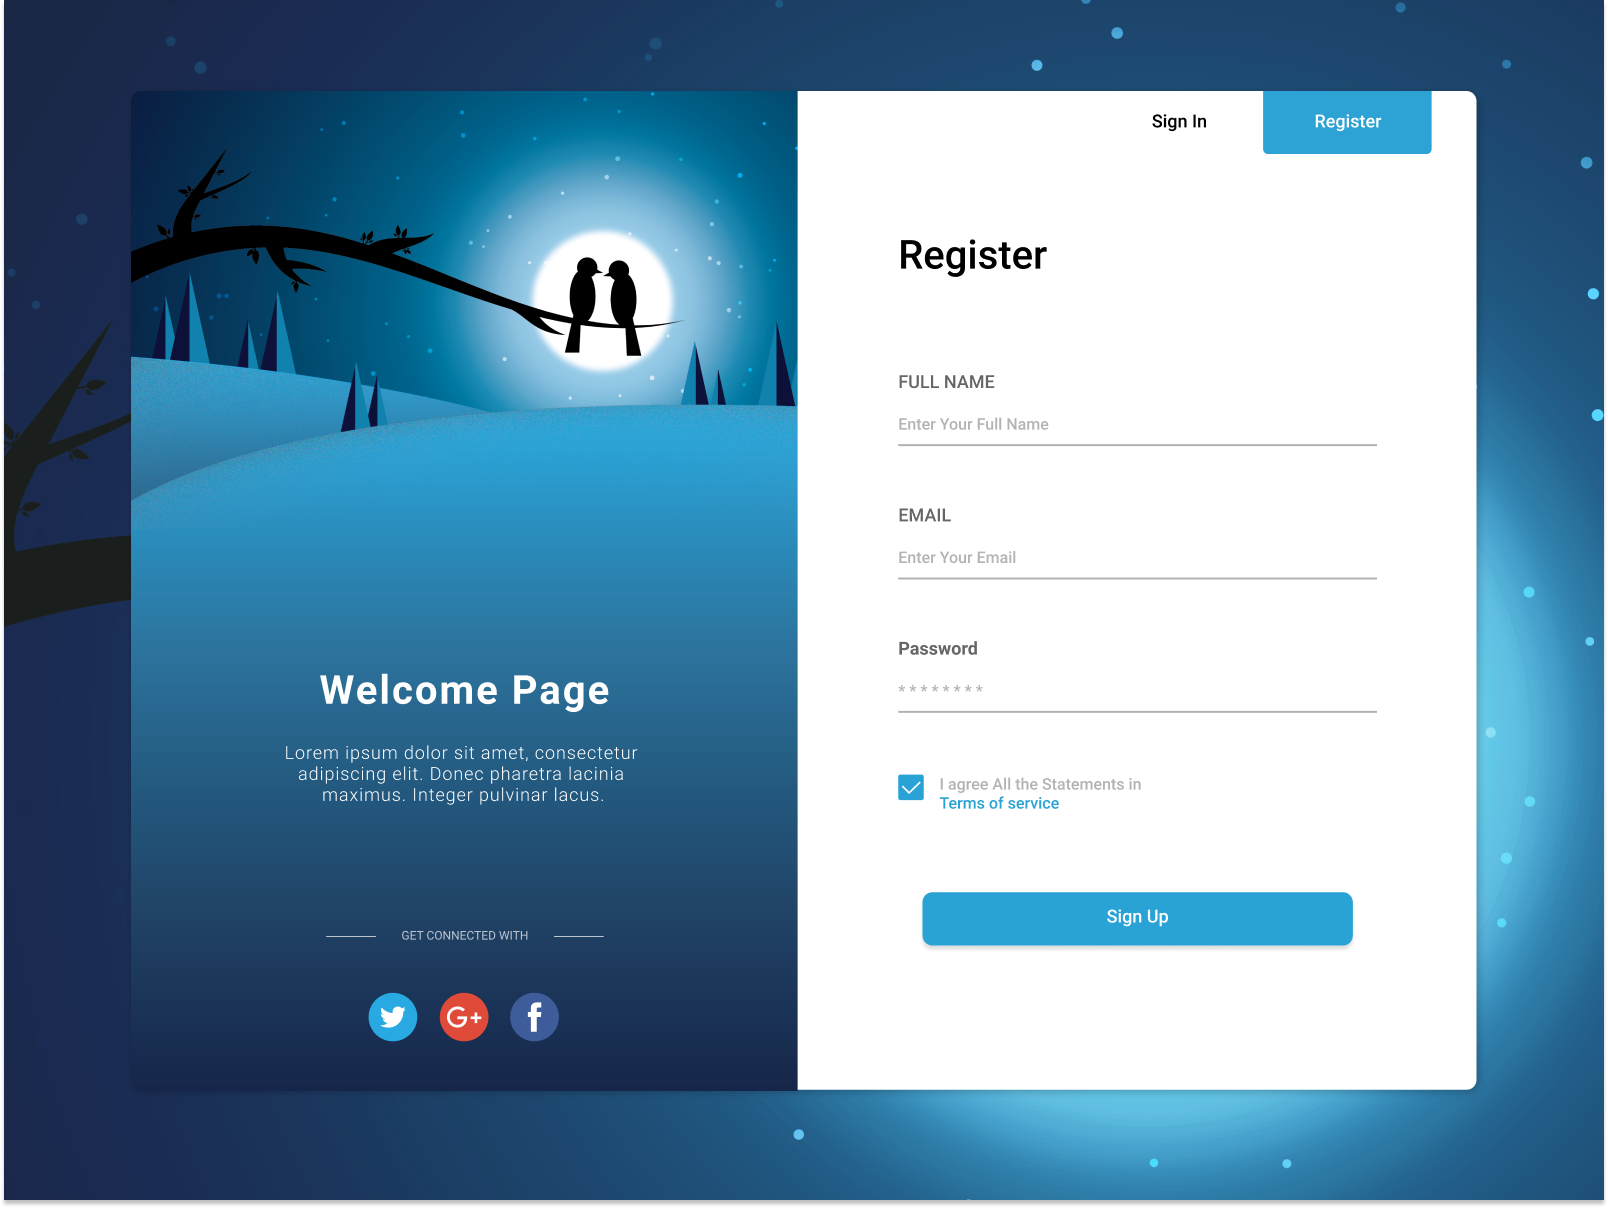 Sign In
Register
Register
FULL NAME
Enter Your Full Name
EMAIL
Enter Your Email
Password
* * * * * * * *
I agree All the Statements in
Terms of service
Sign Up
Welcome Page
Lorem ipsum dolor sit amet, consectetur
adipiscing elit. Donec pharetra lacinia
maximus. Integer pulvinar lacus.
GET CONNECTED WITH
G+
f